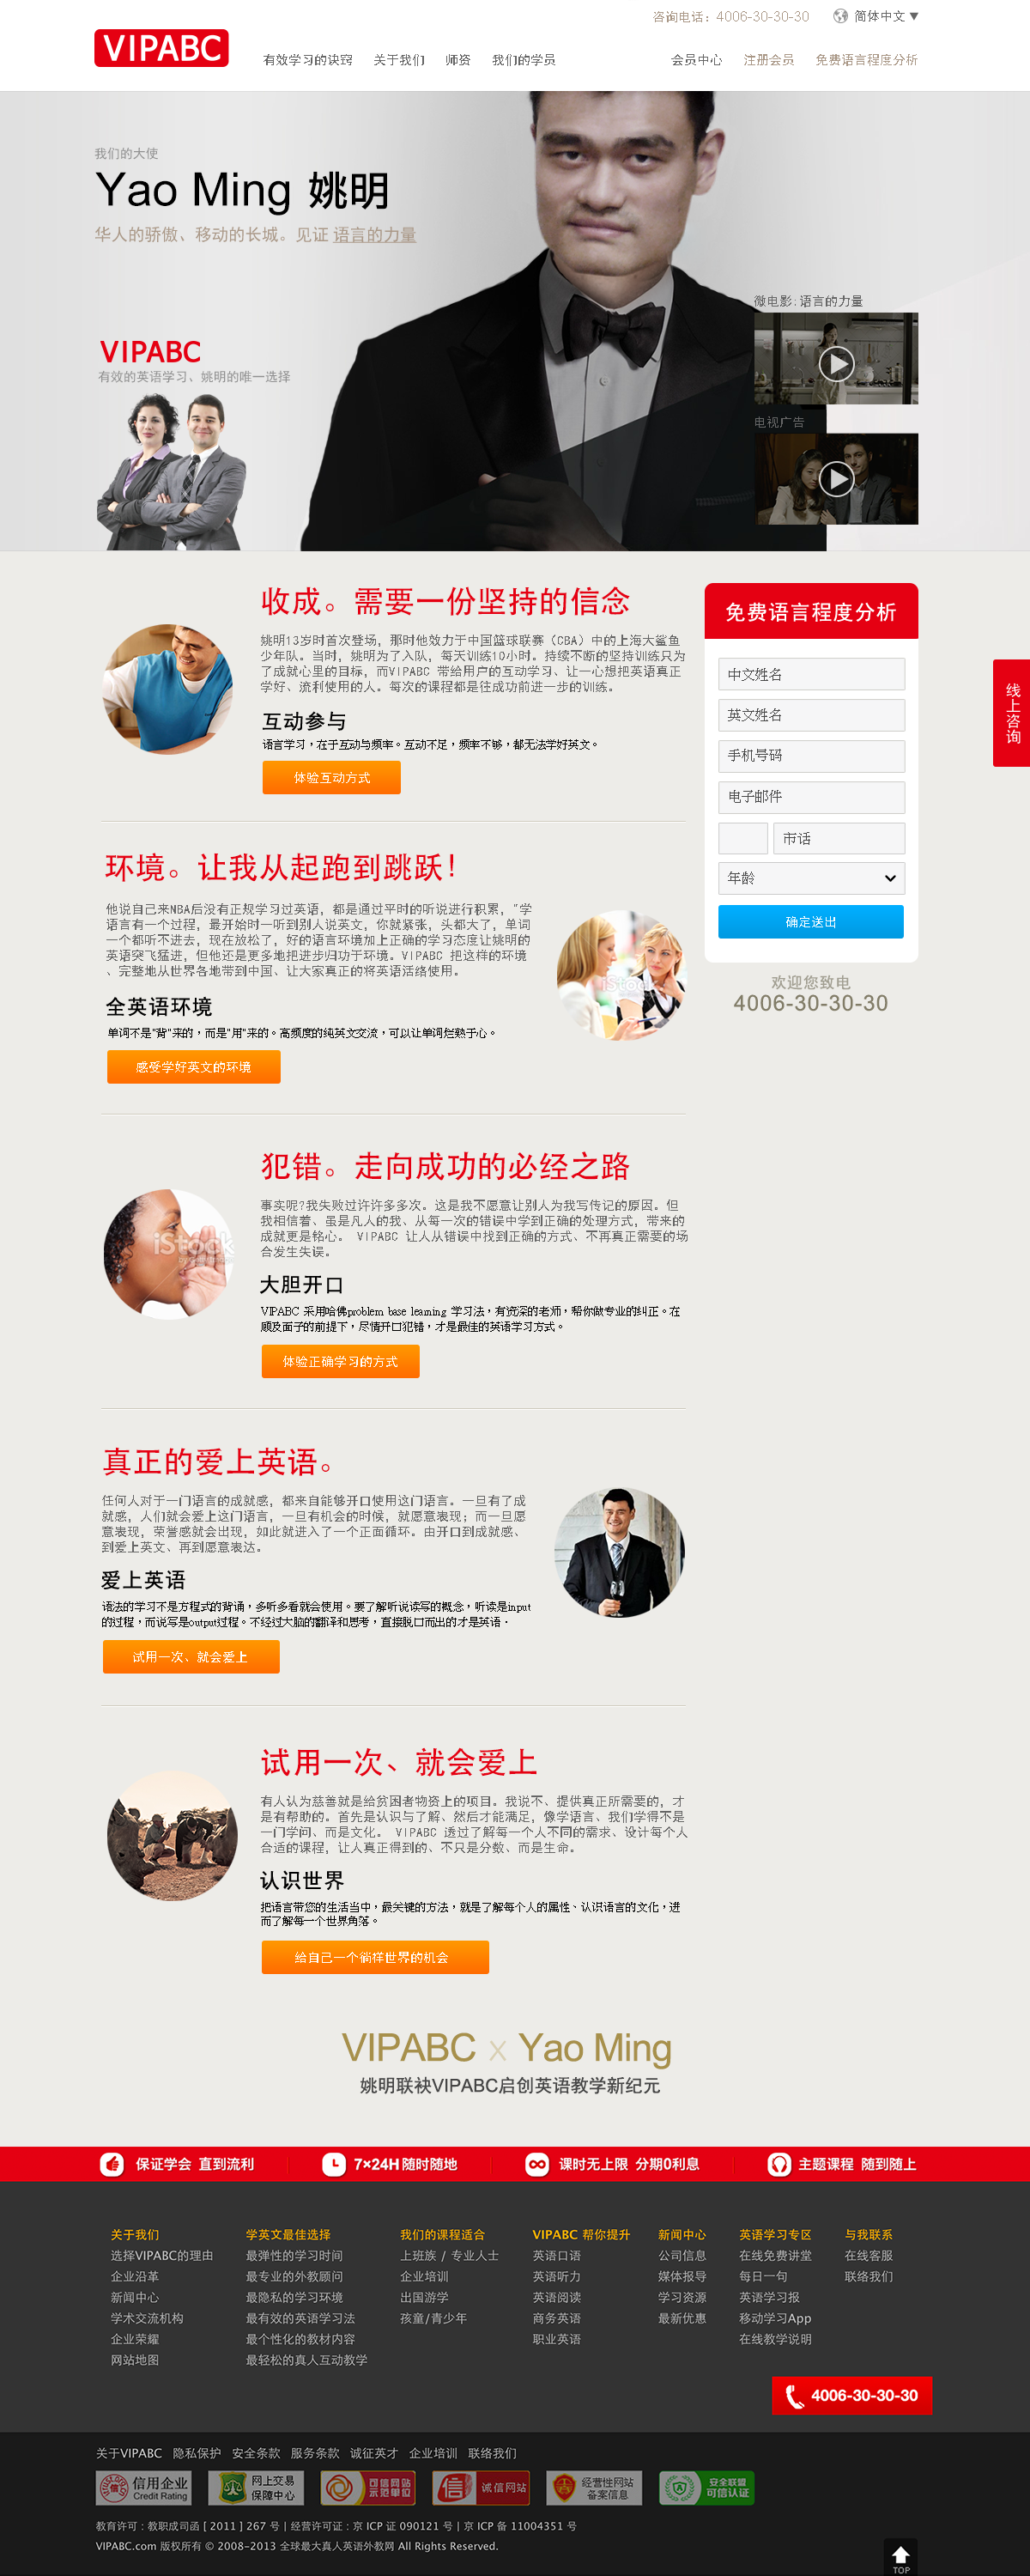 咨询电话：4006-30-30-30
简体中文
VIPABC
有效学习的诀窍 关于我们 师资 我们的学员
会员中心 注册会员 免费语言程度分析
我们的大使
Yao Ming 姚明
华人的骄傲、移动的长城。见证 语言的力量
微电影:语言的力量
VIPABC
有效的英语学习、姚明的唯一选择
电视广告
收成。需要一份坚持的信念
姚明13岁时首次登场，那时他效力于中国篮球联赛（CBA）中的上海大鲨鱼
少年队。当时，姚明为了入队，每天训练10小时。持续不断的坚持训练只为
了成就心里的目标，而VIPABC 带给用户的互动学习、让一心想把英语真正
学好、流利使用的人。每次的课程都是往成功前进一步的训练。
互动参与
语言学习，在于互动与频率。互动不足，频率不够，都无法学好英文。
体验互动方式
免费语言程度分析
中文姓名
英文姓名
手机号码
电子邮件
市话
年龄
确定送出
欢迎您致电
4006-30-30-30
线上咨询
环境。让我从起跑到跳跃！
他说自己来NBA后没有正规学习过英语，都是通过平时的听说进行积累，"学
语言有一个过程，最开始时一听到别人说英文，你就紧张，头都大了，单词
一个都听不进去，现在放松了，好的语言环境加上正确的学习态度让姚明的
英语突飞猛进，但他还是更多地把进步归功于环境。VIPABC 把这样的环境
、完整地从世界各地带到中国、让大家真正的将英语活络使用。
全英语环境
单词不是"背"来的，而是"用"来的。高频度的纯英文交流，可以让单词烂熟于心。
感受学好英文的环境
iStock
犯错。走向成功的必经之路
事实呢?我失败过许许多多次。这是我不愿意让别人为我写传记的原因。但
我相信着、虽是凡人的我、从每一次的错误中学到正确的处理方式，带来的
成就更是铭心。 VIPABC 让人从错误中找到正确的方式、不再真正需要的场
合发生失误。
大胆开口
VIPABC 采用哈佛problem base learning 学习法，有资深的老师，帮你做专业的纠正。在
顾及面子的前提下，尽情开口犯错，才是最佳的英语学习方式。
体验正确学习的方式
iStock
真正的爱上英语。
任何人对于一门语言的成就感，都来自能够开口使用这门语言。一旦有了成
就感，人们就会爱上这门语言，一旦有机会的时候，就愿意表现；而一旦愿
意表现，荣誉感就会出现，如此就进入了一个正面循环。由开口到成就感、
到爱上英文、再到愿意表达。
爱上英语
语法的学习不是方程式的背诵，多听多看就会使用。要了解听说读写的概念，听读是input
的过程，而说写是output过程。不经过大脑的翻译和思考，直接脱口而出的才是英语．
试用一次、就会爱上
试用一次、就会爱上
有人认为慈善就是给贫困者物资上的项目。我说不、提供真正所需要的，才
是有帮助的。首先是认识与了解、然后才能满足，像学语言、我们学得不是
一门学问、而是文化。 VIPABC 透过了解每一个人不同的需求、设计每个人
合适的课程，让人真正得到的、不只是分数、而是生命。
认识世界
把语言带您的生活当中，最关键的方法，就是了解每个人的属性、认识语言的文化，进
而了解每一个世界角落。
给自己一个徜徉世界的机会
VIPABC x Yao Ming
姚明联袂VIPABC启创英语教学新纪元
保证学会 直到流利 7×24H随时随地 课时无上限 分期0利息 主题课程 随到随上
关于我们
选择VIPABC的理由
企业沿革
新闻中心
学术交流机构
企业荣耀
网站地图
学英文最佳选择
最弹性的学习时间
最专业的外教顾问
最隐私的学习环境
最有效的英语学习法
最个性化的教材内容
最轻松的真人互动教学
我们的课程适合
上班族 / 专业人士
企业培训
出国游学
孩童/青少年
VIPABC 帮你提升
英语口语
英语听力
英语阅读
商务英语
职业英语
新闻中心
公司信息
媒体报导
学习资源
最新优惠
英语学习专区
在线免费讲堂
每日一句
英语学习报
移动学习App
在线教学说明
与我联系
在线客服
联络我们
4006-30-30-30
关于VIPABC 隐私保护 安全条款 服务条款 诚征英才 企业培训 联络我们
信用企业
Credit Rating
网上交易
保障中心
可信网站
示范单位
诚信网站
经营性网站
备案信息
安全联盟
可信认证
教育许可：教职成司函 [ 2011 ] 267 号 | 经营许可证：京 ICP 证 090121 号 | 京 ICP 备 11004351 号
VIPABC.com 版权所有 © 2008-2013 全球最大真人英语外教网 All Rights Reserved.
TOP